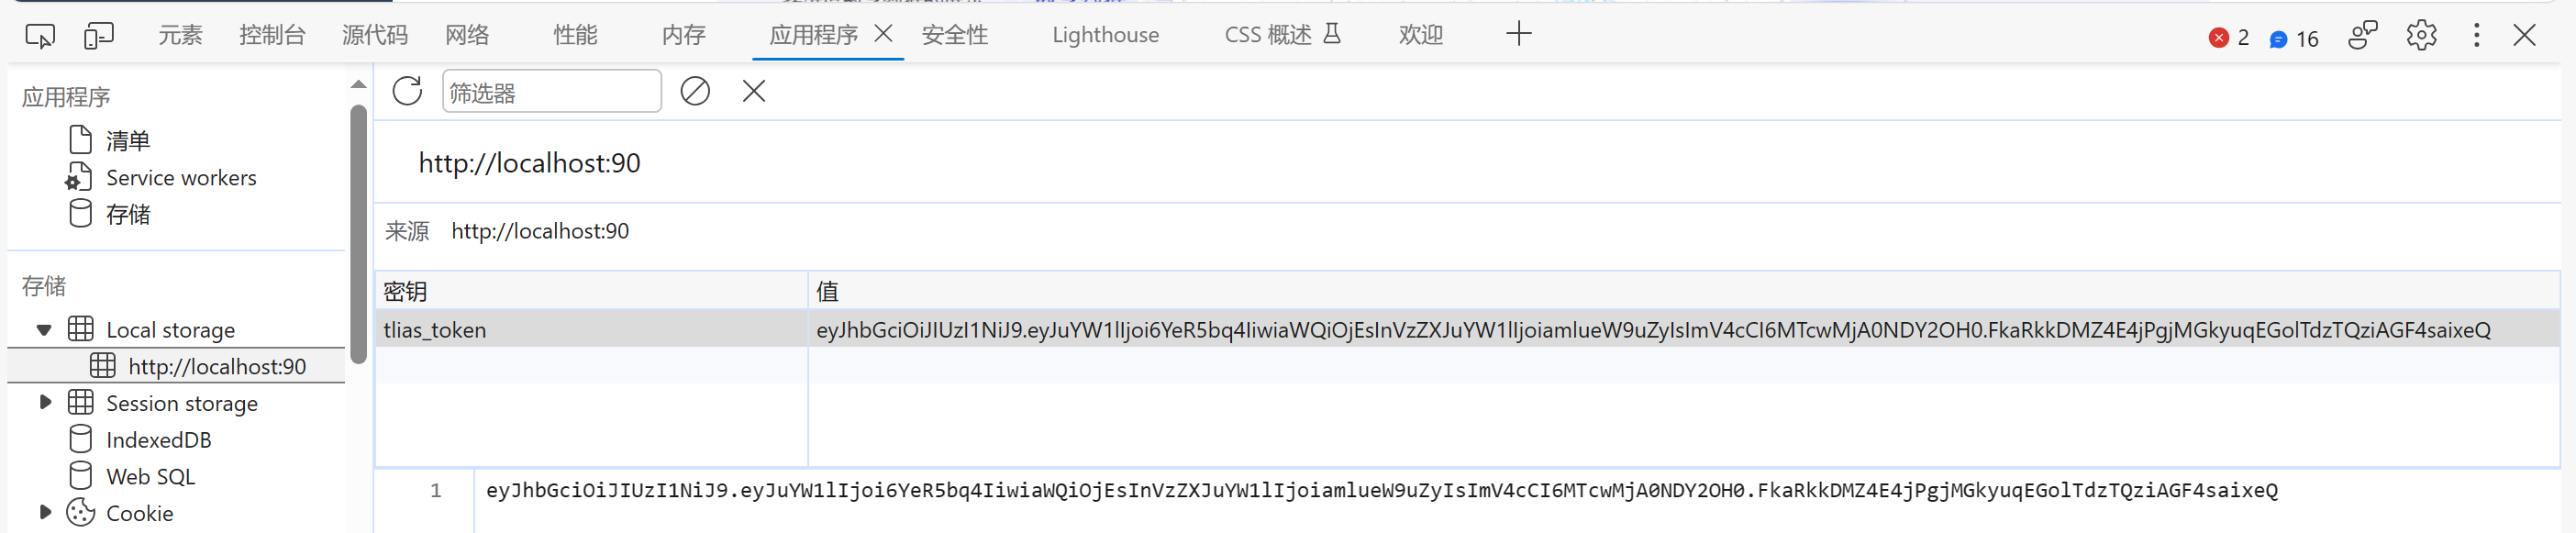 元素 控制台 源代码 网络 性能 内存 应用程序 安全性 Lighthouse CSS 概述 欢迎 2 16
应用程序
清单
Service workers
存储
存储
Local storage
http://localhost:90
Session storage
IndexedDB
Web SQL
Cookie
筛选器
http://localhost:90
来源 http://localhost:90
密钥 值
tlias_token eyJhbGciOiJIUzI1NiJ9.eyJuYW1lIjoi6YeR5bq4IiwiaWQiOjEsInVzZXJuYW1lIjoiamlueW9uZyIsImV4cCI6MTcwMjA0NDY2OH0.FkaRkkDMZ4E4jPgjMGkyuqEGolTdzTQziAGF4saixeQ
1 eyJhbGciOiJIUzI1NiJ9.eyJuYW1lIjoi6YeR5bq4IiwiaWQiOjEsInVzZXJuYW1lIjoiamlueW9uZyIsImV4cCI6MTcwMjA0NDY2OH0.FkaRkkDMZ4E4jPgjMGkyuqEGolTdzTQziAGF4saixeQ